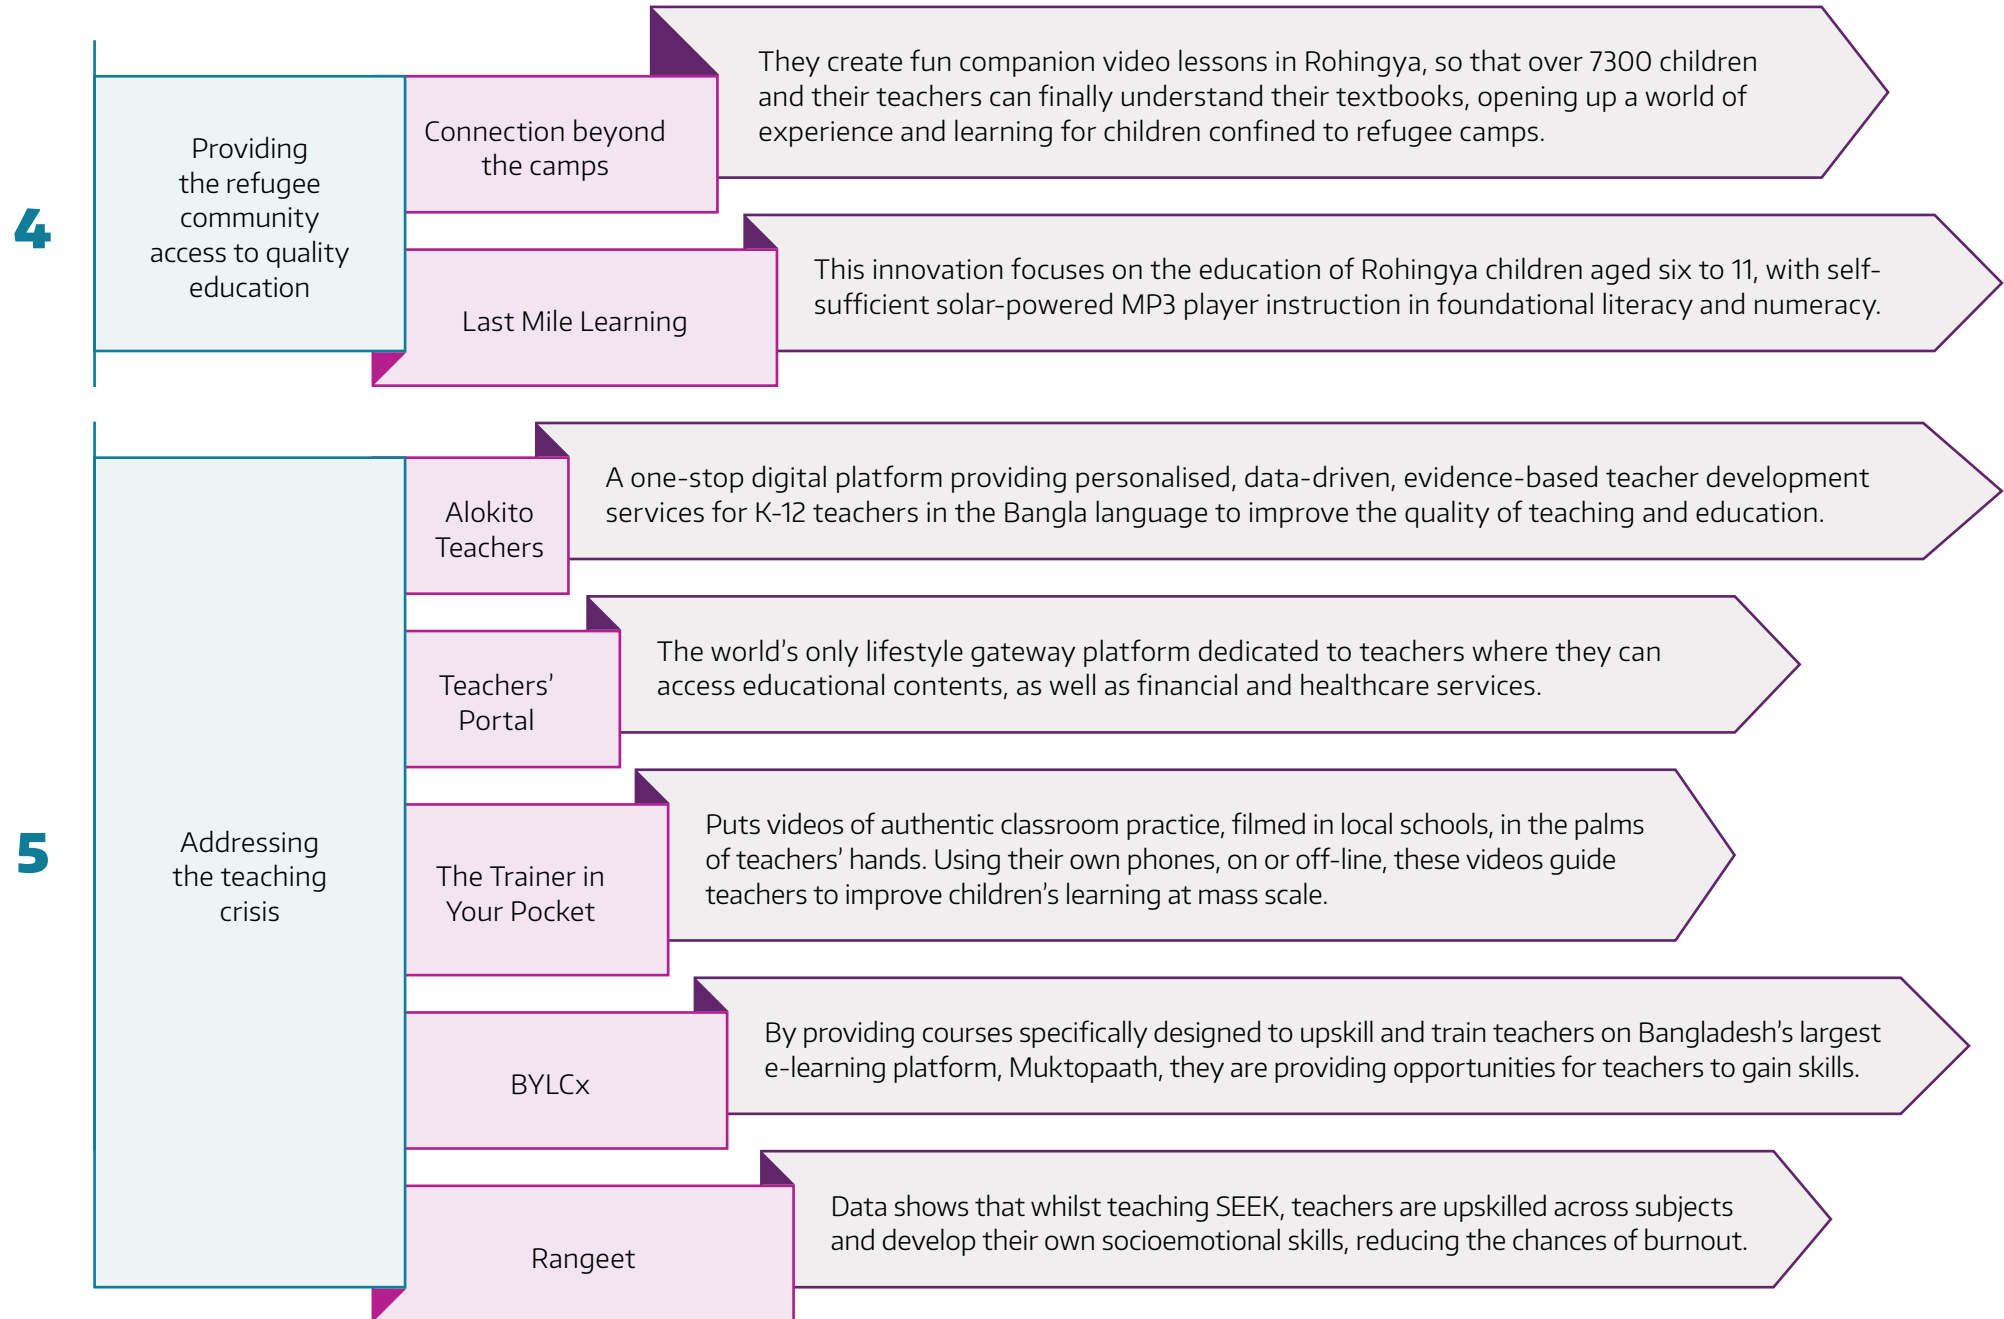 4
Providing
the refugee
community
access to quality
education
Connection beyond
the camps
They create fun companion video lessons in Rohingya, so that over 7300 children
and their teachers can finally understand their textbooks, opening up a world of
experience and learning for children confined to refugee camps.
Last Mile Learning
This innovation focuses on the education of Rohingya children aged six to 11, with self-
sufficient solar-powered MP3 player instruction in foundational literacy and numeracy.
5
Addressing
the teaching
crisis
Alokito
Teachers
A one-stop digital platform providing personalised, data-driven, evidence-based teacher development
services for K-12 teachers in the Bangla language to improve the quality of teaching and education.
Teachers’
Portal
The world’s only lifestyle gateway platform dedicated to teachers where they can
access educational contents, as well as financial and healthcare services.
The Trainer in
Your Pocket
Puts videos of authentic classroom practice, filmed in local schools, in the palms
of teachers’ hands. Using their own phones, on or off-line, these videos guide
teachers to improve children’s learning at mass scale.
BYLCx
By providing courses specifically designed to upskill and train teachers on Bangladesh’s largest
e-learning platform, Muktopaath, they are providing opportunities for teachers to gain skills.
Rangeet
Data shows that whilst teaching SEEK, teachers are upskilled across subjects
and develop their own socioemotional skills, reducing the chances of burnout.